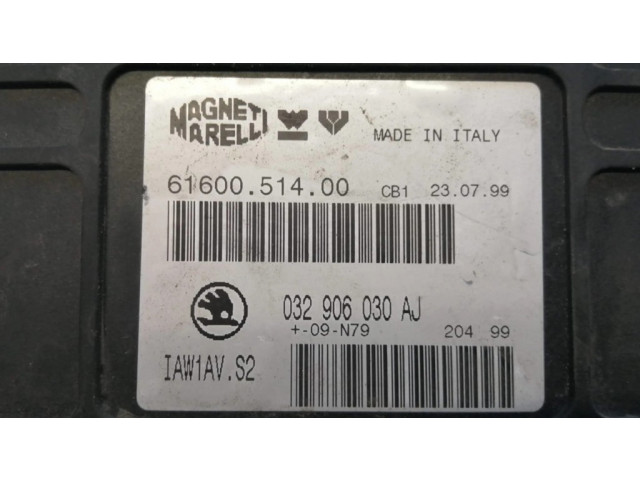 MAGNETI
MARELLI
MADE IN ITALY
61600.514.00 CB1 23.07.99
032 906 030 AJ
+-09-N79 204 99
IAW1AV.S2